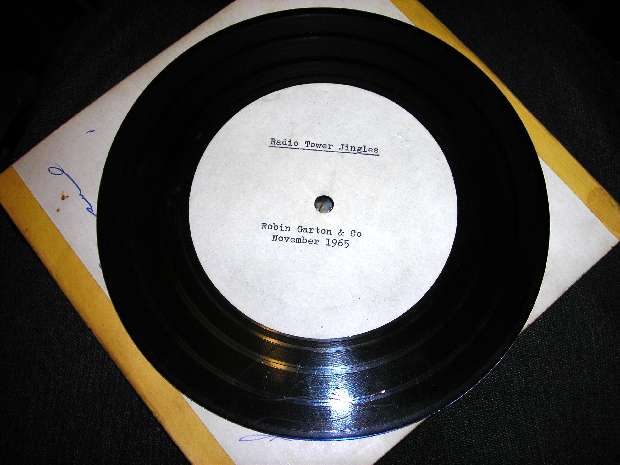 Radio Tower Jingles
Robin Garton & Co
November 1965